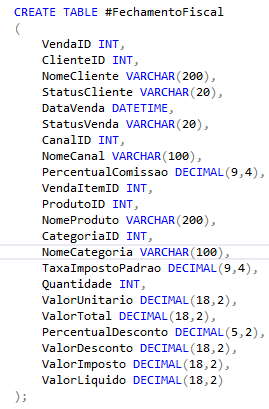 CREATE TABLE #FechamentoFiscal
(
VendaID INT,
ClienteID INT,
NomeCliente VARCHAR(200),
StatusCliente VARCHAR(20),
DataVenda DATETIME,
StatusVenda VARCHAR(20),
CanalID INT,
NomeCanal VARCHAR(100),
PercentualComissao DECIMAL(9,4),
VendaItemID INT,
ProdutoID INT,
NomeProduto VARCHAR(200),
CategoriaID INT,
NomeCategoria VARCHAR(100),
TaxaImpostoPadrao DECIMAL(9,4),
Quantidade INT,
ValorUnitario DECIMAL(18,2),
ValorTotal DECIMAL(18,2),
PercentualDesconto DECIMAL(5,2),
ValorDesconto DECIMAL(18,2),
ValorImposto DECIMAL(18,2),
ValorLiquido DECIMAL(18,2)
);